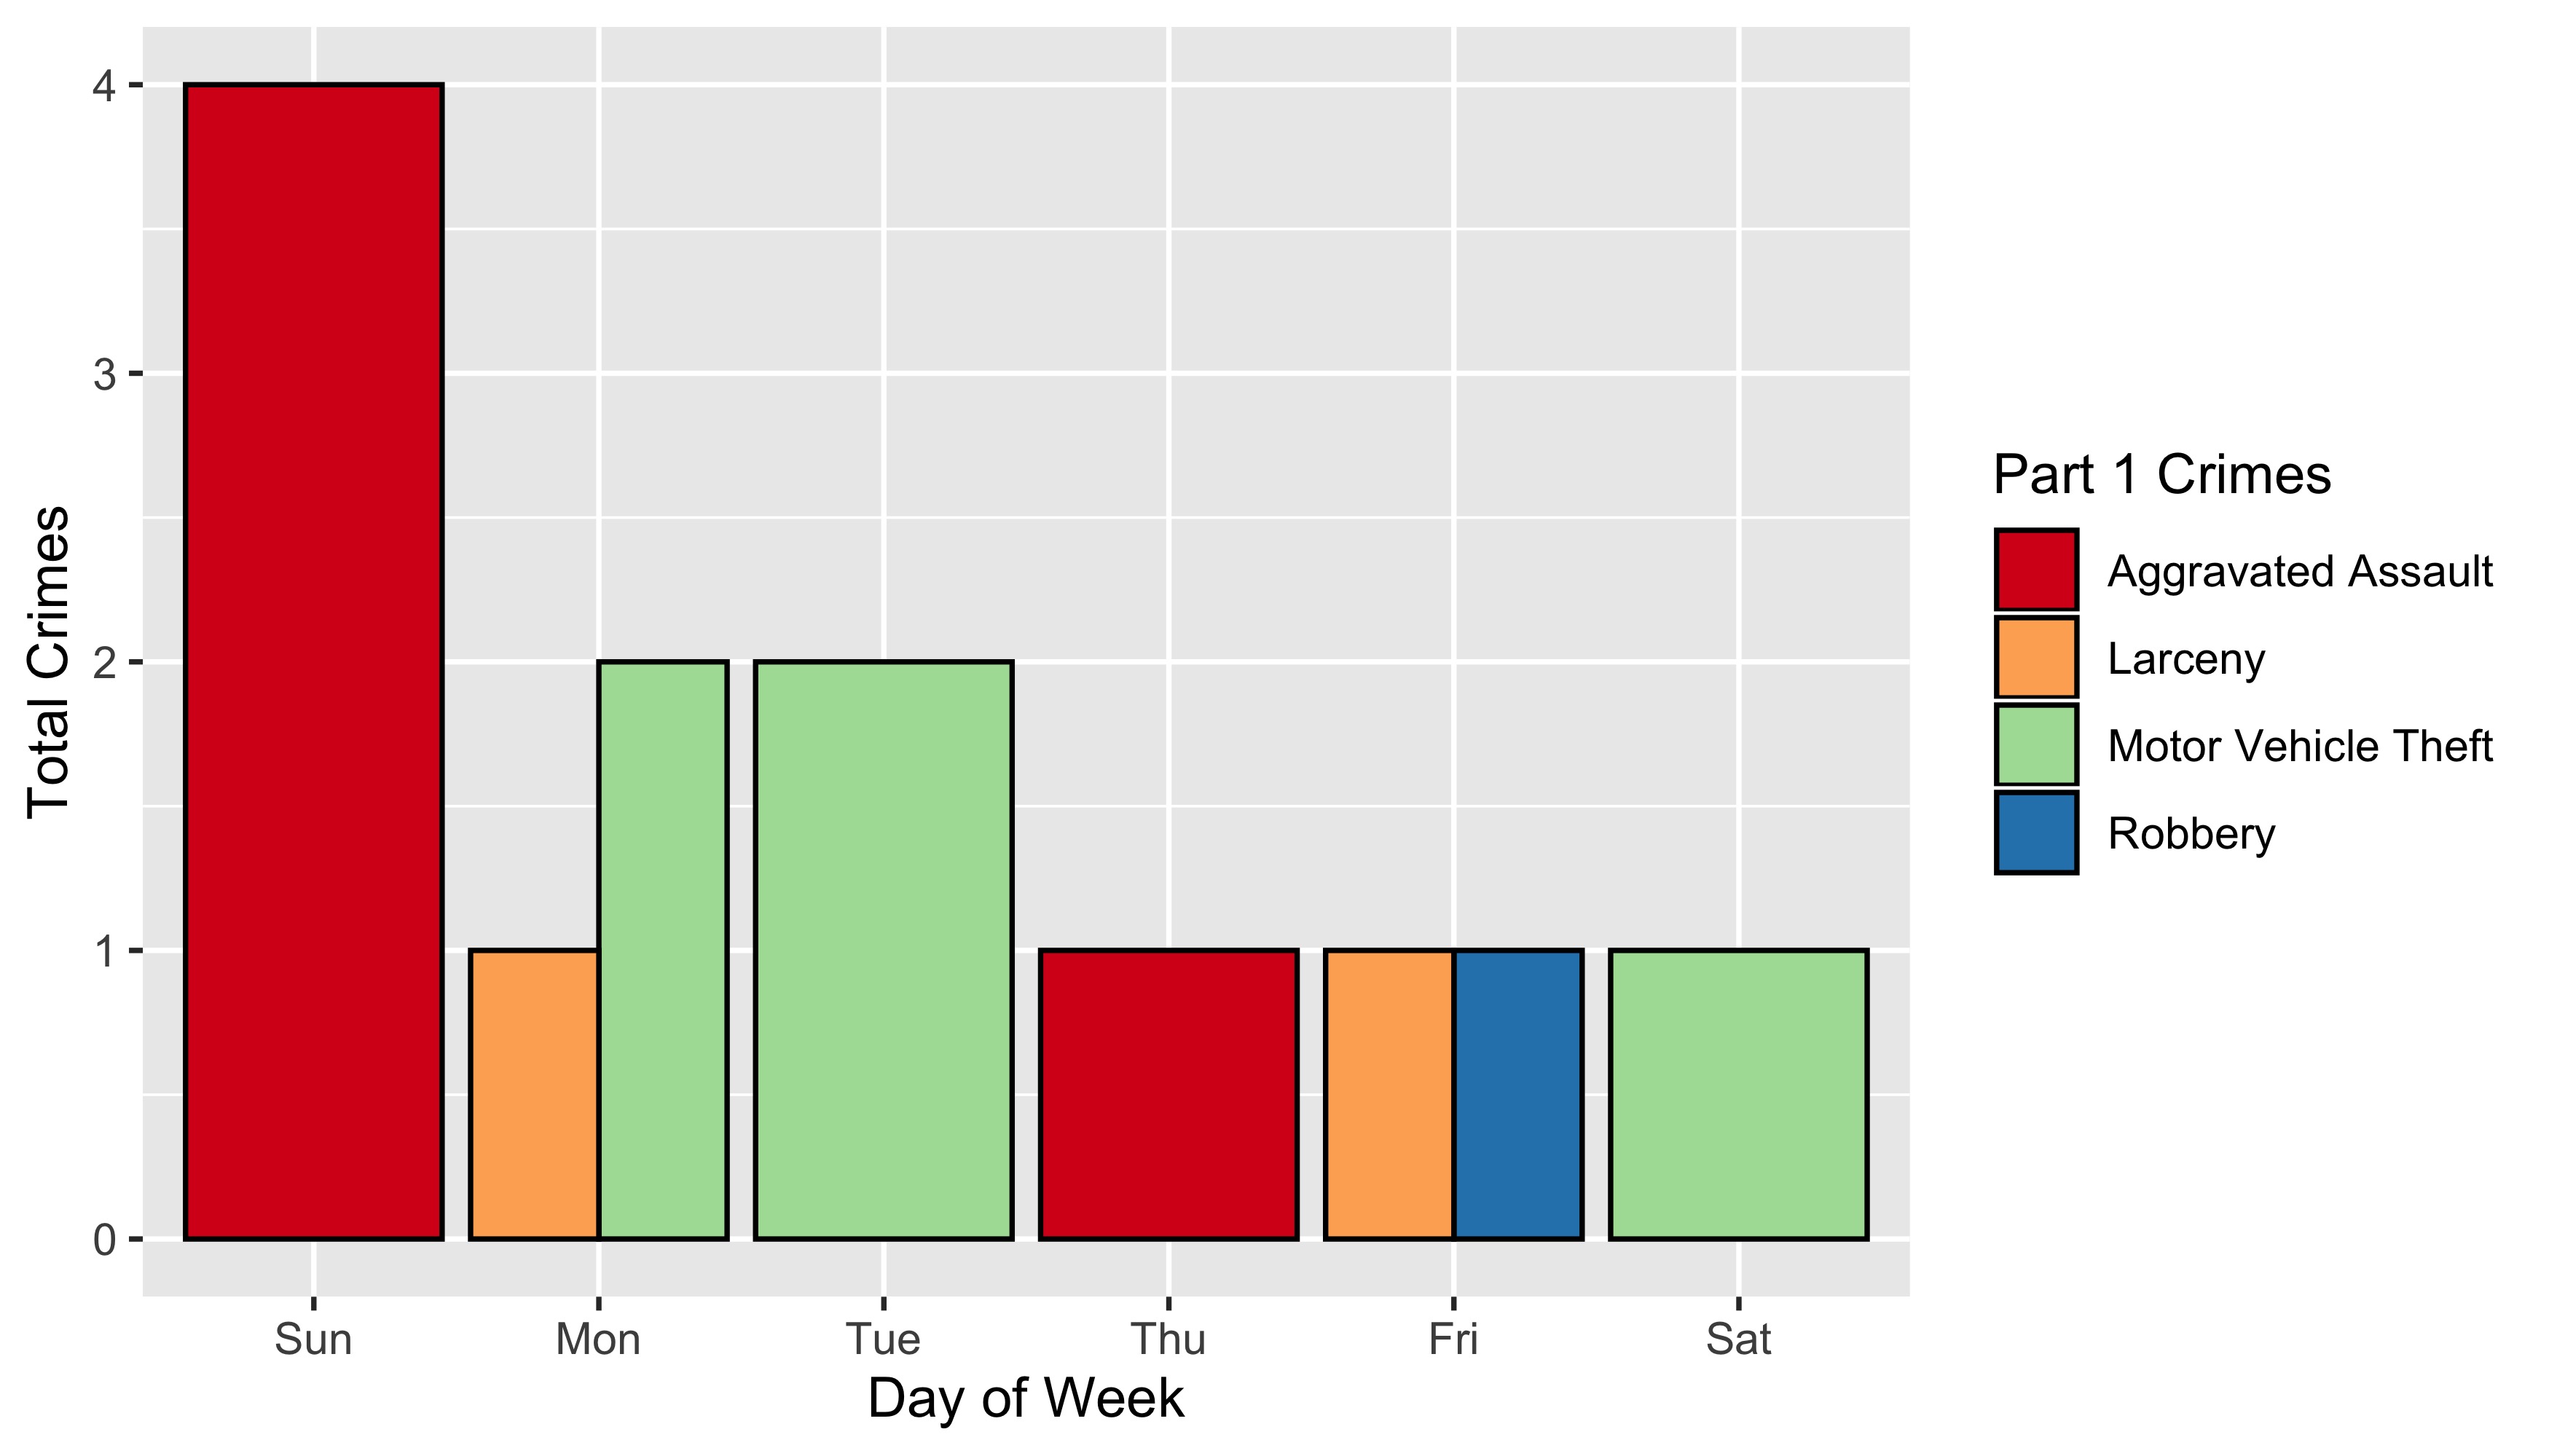 Total Crimes
4
3
2
1
0
Sun Mon Tue Thu Fri Sat
Day of Week
Part 1 Crimes
Aggravated Assault
Larceny
Motor Vehicle Theft
Robbery